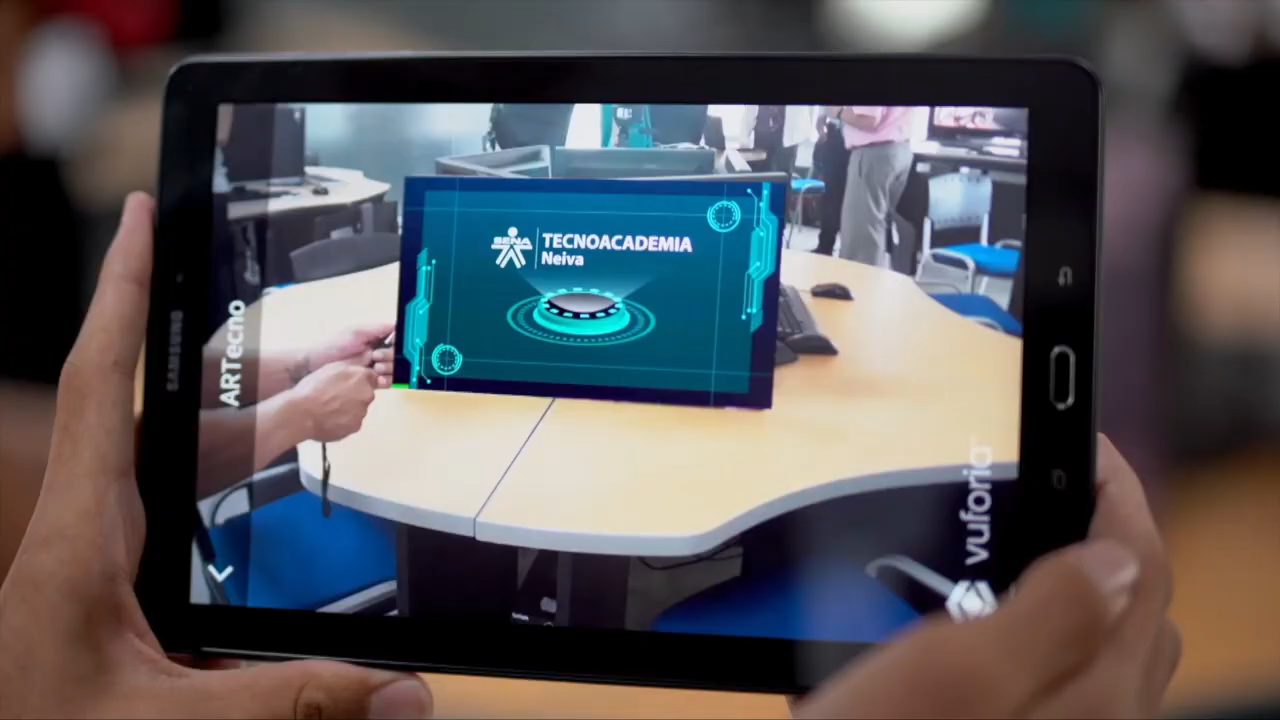 SENA
TECNOACADEMIA
Neiva
SAMSUNG
ARTecno
vuforia